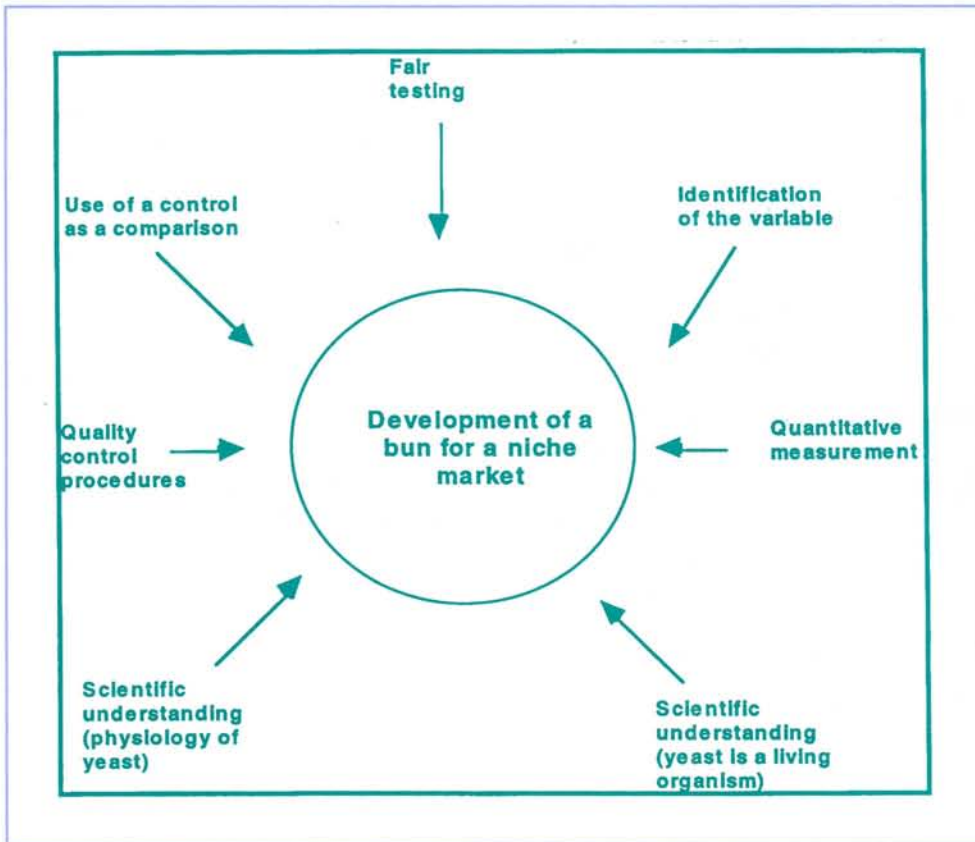 Fair
testing
Use of a control
as a comparison
Identification
of the variable
Development of a
bun for a niche
market
Quality
control
procedures
Quantitative
measurement
Scientific
understanding
(physiology of
yeast)
Scientific
understanding
(yeast is a living
organism)